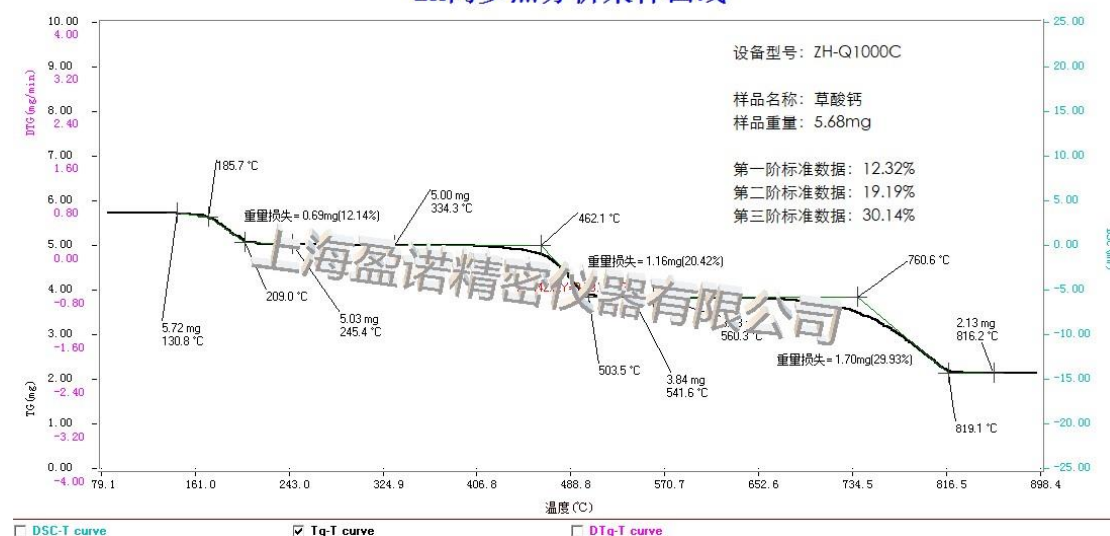 10.00
4.00
9.00
3.20
8.00
2.40
7.00
1.60
6.00
0.80
5.00
0.00
4.00
-0.80
3.00
-1.60
2.00
-2.40
1.00
-3.20
0.00
-4.00
DTG(mg/min)
TG(mg)
设备型号：ZH-Q1000C
样品名称：草酸钙
样品重量：5.68mg
第一阶标准数据：12.32%
第二阶标准数据：19.19%
第三阶标准数据：30.14%
185.7 °C
重里损失= 0.69mg(12.14%)
5.00 mg
334.3 °C
462.1 °C
重里损失= 1.16mg(20.42%)
760.6 °C
上海盈诺精密仪器有限公司
209.0 °C
5.03 mg
245.4 °C
5.72 mg
130.8 °C
560.3 °C
503.5 °C
3.84 mg
541.6 °C
重里损失= 1.70mg(29.93%)
2.13 mg
816.2 °C
819.1 °C
25.00
20.00
15.00
10.00
5.00
0.00
-5.00
-10.00
-15.00
-20.00
-25.00
79.1 161.0 243.0 324.9 406.8 488.8 570.7 652.6 734.5 816.5 898.4
温度(°C)
DSC-T curve
Tg-T curve
DTg-T curve